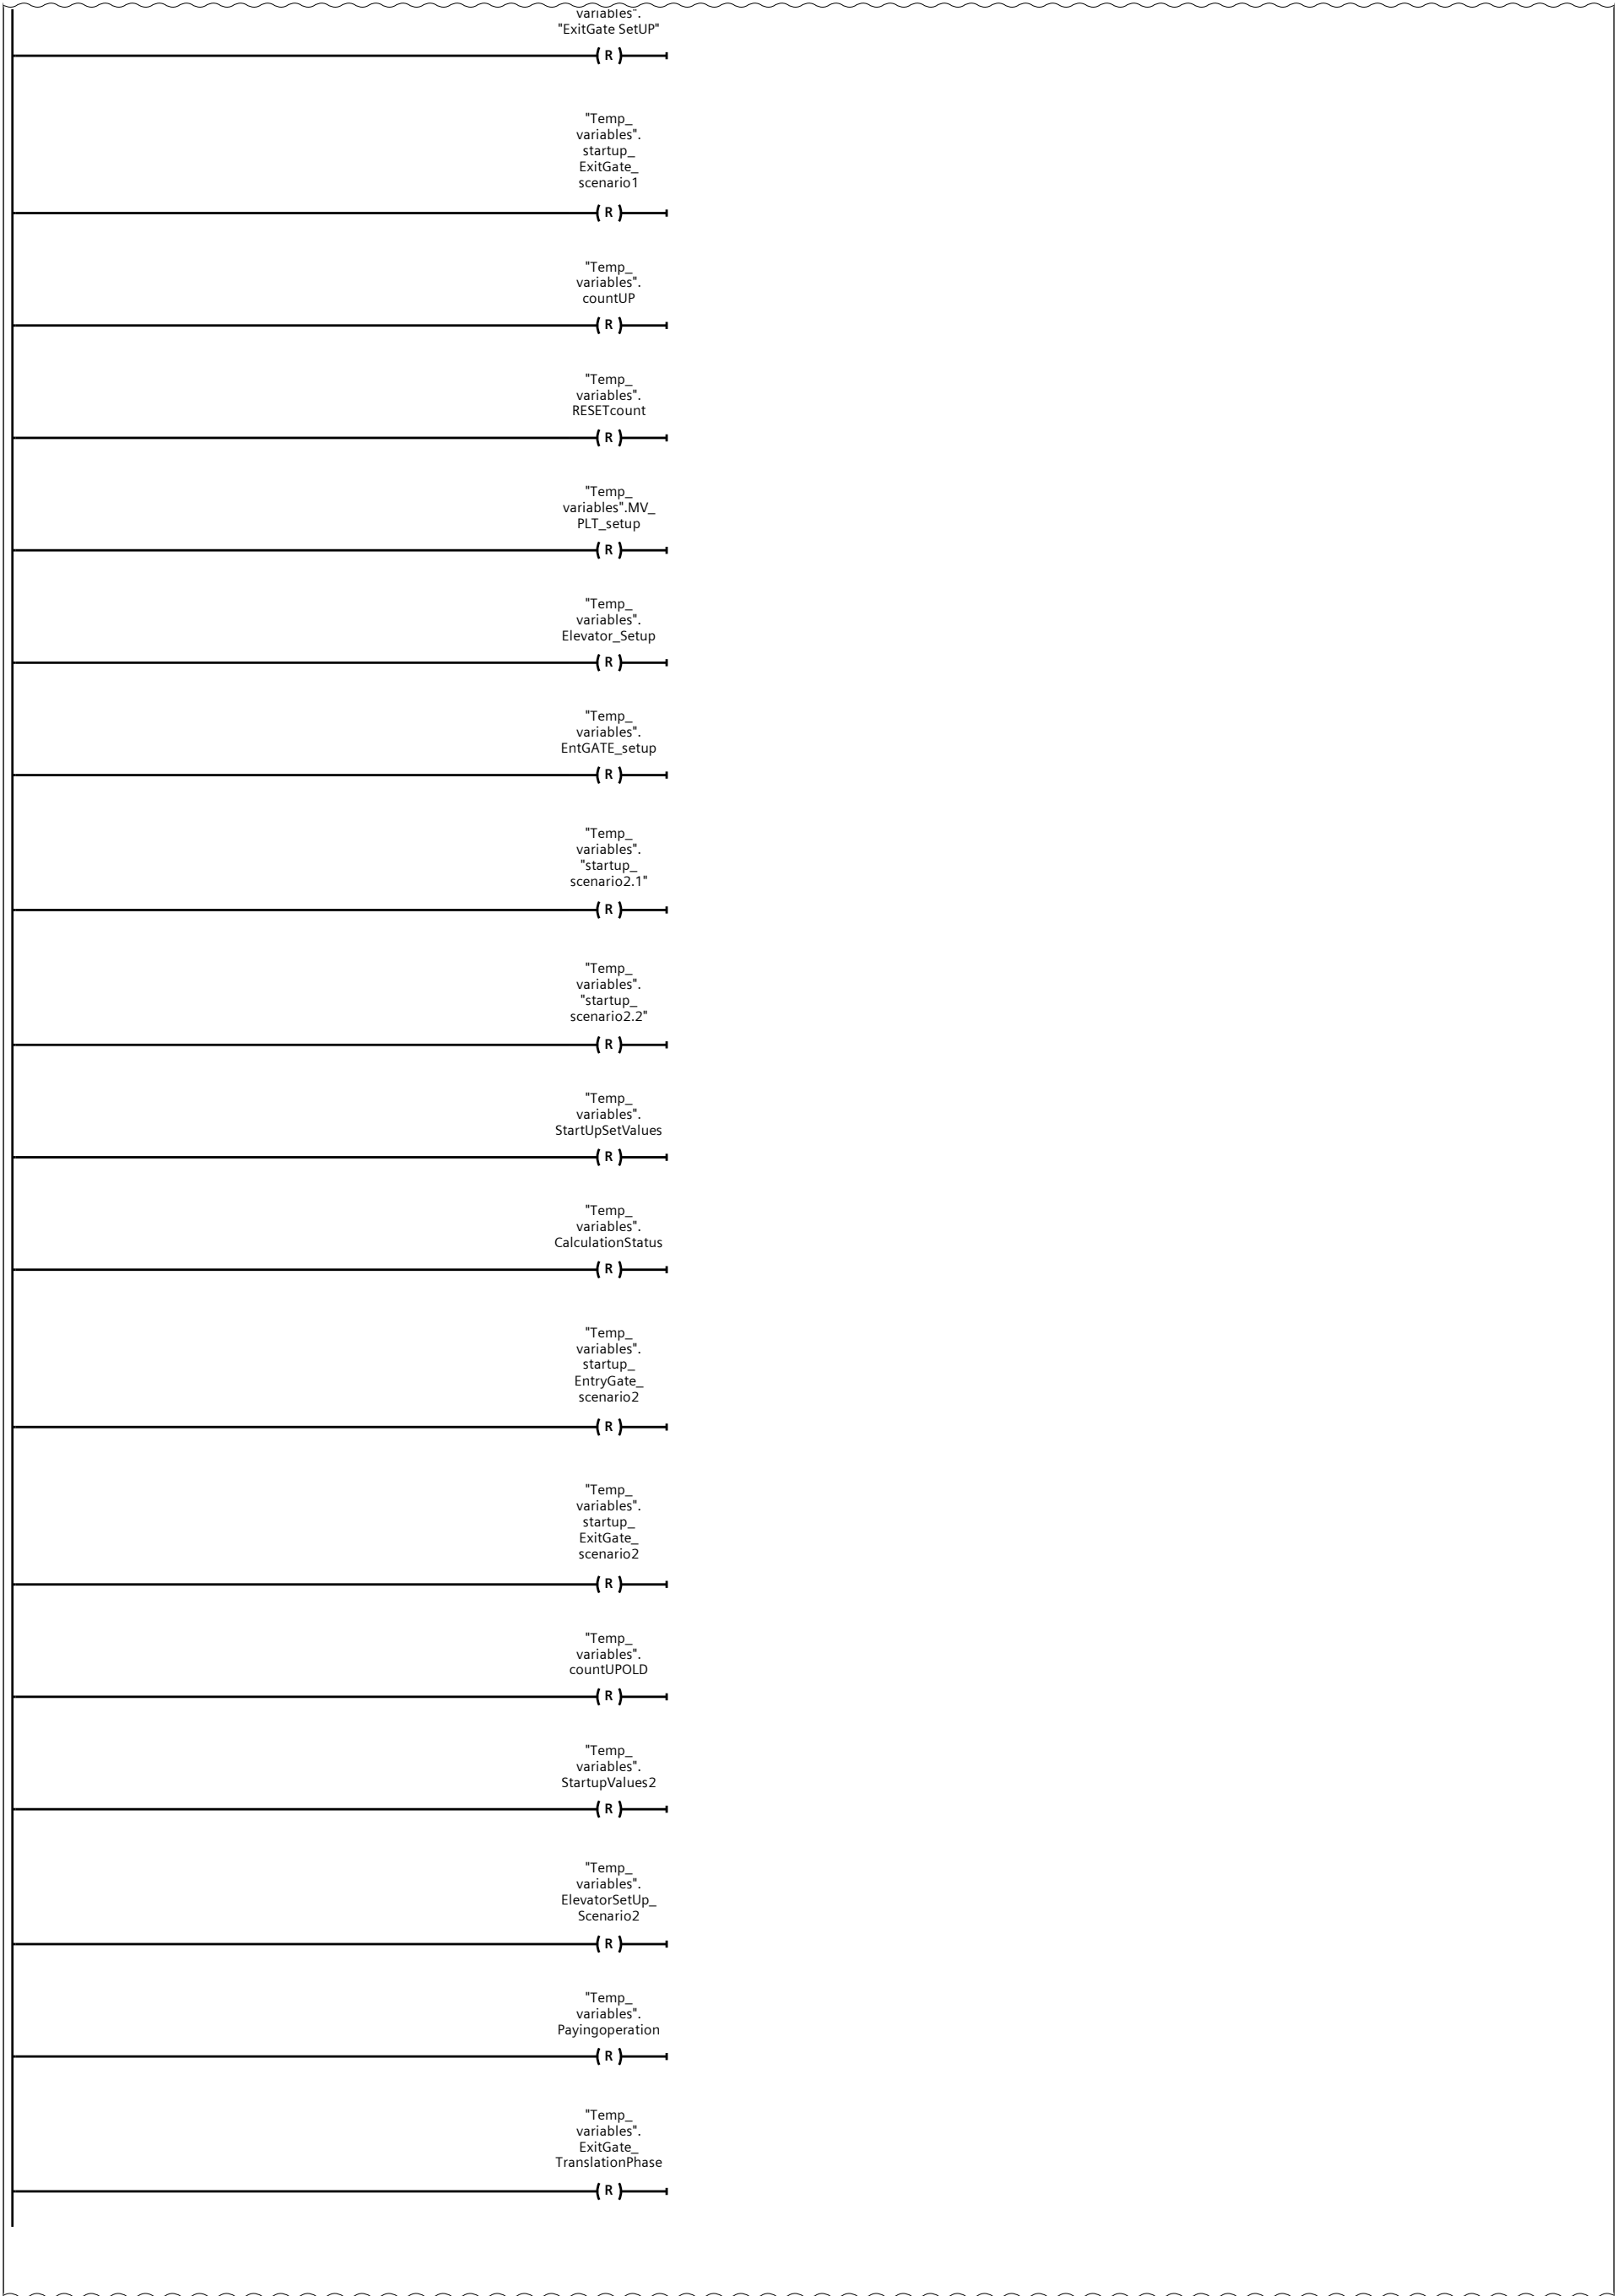 variables".
"ExitGate SetUP"
( R )
"Temp_
variables".
startup_
ExitGate_
scenario1
( R )
"Temp_
variables".
countUP
( R )
"Temp_
variables".
RESETcount
( R )
"Temp_
variables".MV_
PLT_setup
( R )
"Temp_
variables".
Elevator_Setup
( R )
"Temp_
variables".
EntGATE_setup
( R )
"Temp_
variables".
"startup_
scenario2.1"
( R )
"Temp_
variables".
"startup_
scenario2.2"
( R )
"Temp_
variables".
StartUpSetValues
( R )
"Temp_
variables".
CalculationStatus
( R )
"Temp_
variables".
startup_
EntryGate_
scenario2
( R )
"Temp_
variables".
startup_
ExitGate_
scenario2
( R )
"Temp_
variables".
countUPOLD
( R )
"Temp_
variables".
StartupValues2
( R )
"Temp_
variables".
ElevatorSetUp_
Scenario2
( R )
"Temp_
variables".
Payingoperation
( R )
"Temp_
variables".
ExitGate_
TranslationPhase
( R )